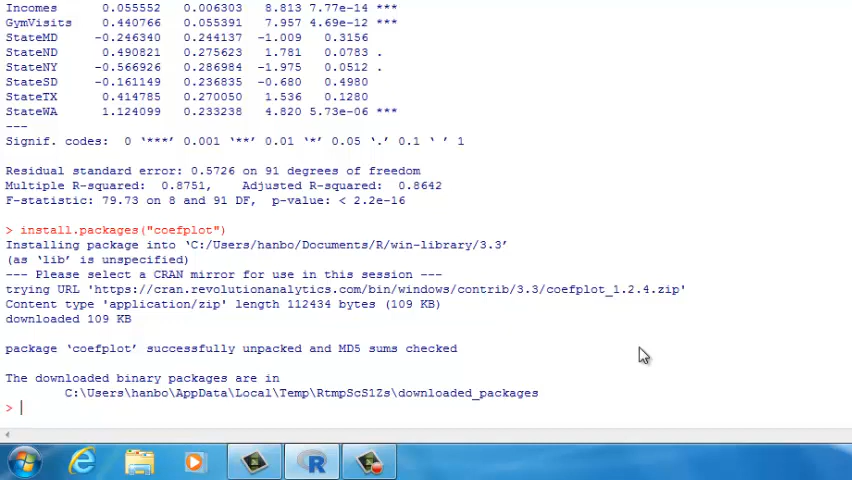 Incomes      0.055552   0.006303   8.813 7.77e-14 ***
GymVisits    0.440766   0.055391   7.957 4.69e-12 ***
StateMD     -0.246340   0.244137  -1.009   0.3156
StateND      0.490821   0.275623   1.781   0.0783 .
StateNY     -0.566926   0.286984  -1.975   0.0512 .
StateSD     -0.161149   0.236835  -0.680   0.4980
StateTX      0.414785   0.270050   1.536   0.1280
StateWA      1.124099   0.233238   4.820 5.73e-06 ***
---
Signif. codes:  0 ‘***’ 0.001 ‘**’ 0.01 ‘*’ 0.05 ‘.’ 0.1 ‘ ’ 1
Residual standard error: 0.5726 on 91 degrees of freedom
Multiple R-squared:  0.8751,    Adjusted R-squared:  0.8642
F-statistic: 79.73 on 8 and 91 DF,  p-value: < 2.2e-16
> install.packages("coefplot")
Installing package into ‘C:/Users/hanbo/Documents/R/win-library/3.3’
(as ‘lib’ is unspecified)
--- Please select a CRAN mirror for use in this session ---
trying URL 'https://cran.revolutionanalytics.com/bin/windows/contrib/3.3/coefplot_1.2.4.zip'
Content type 'application/zip' length 112434 bytes (109 KB)
downloaded 109 KB
package ‘coefplot’ successfully unpacked and MD5 sums checked
The downloaded binary packages are in
        C:\Users\hanbo\AppData\Local\Temp\RtmpScS1Zs\downloaded_packages
>